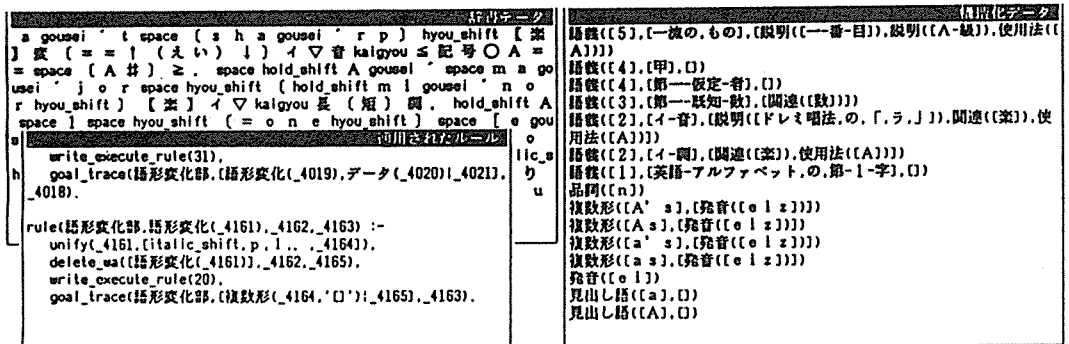 辞書データ
a gousei ´ t space ( s h a gousei ´ r p ) hyou_shift 【 楽
】 変 ( = = ↑ (えい) ↓ ) イ ▽ 音 kaigyou ≤ 記号 〇 A =
= space ( A ♯ ) ≥ . space hold_shift A gousei ´ space m a go
usei ´ j o r space hyou_shift ( hold_shift m i gousei ´ n o
r hyou_shift ) 【 楽 】 イ ▽ kaigyou 長 ( 短 ) 調 . hold_shift A
space ] space hyou_shift ( = o n e hyou_shift ) space [ e gou
s o
lic_s
h り
u
利用されたルール
write_execute_rule(31),
goal_trace(語形変化部,[語形変化(_4019),データ(_4020)|_4021],
_4018).
rule(語形変化部,語形変化(_4161),_4162,_4163) :-
unify(_4161,[italic_shift,p,l,.,_4164]),
delete_wa([語形変化(_4161)],_4162,_4165),
write_execute_rule(20),
goal_trace(語形変化部,[複数形(_4164,'[]')|_4165],_4163).
構造化データ
語義([5],[一流の,もの],[説明([一番-目]),説明([A-級]),使用法([
A])])
語義([4],[甲],[])
語義([4],[第一-仮定-者],[])
語義([3],[第一-既知-数],[関連([数])])
語義([2],[イ-音],[説明([ドレミ唱法,の,「,ラ,」]),関連([楽]),使
用法([A])])
語義([2],[イ-調],[関連([楽]),使用法([A])])
語義([1],[英語-アルファベット,の,第-1-字],[])
品詞([n])
複数形([A' s],[発音([e i z])])
複数形([A s],[発音([e i z])])
複数形([a' s],[発音([e i z])])
複数形([a s],[発音([e i z])])
発音([e i])
見出し語([a],[])
見出し語([A],[])